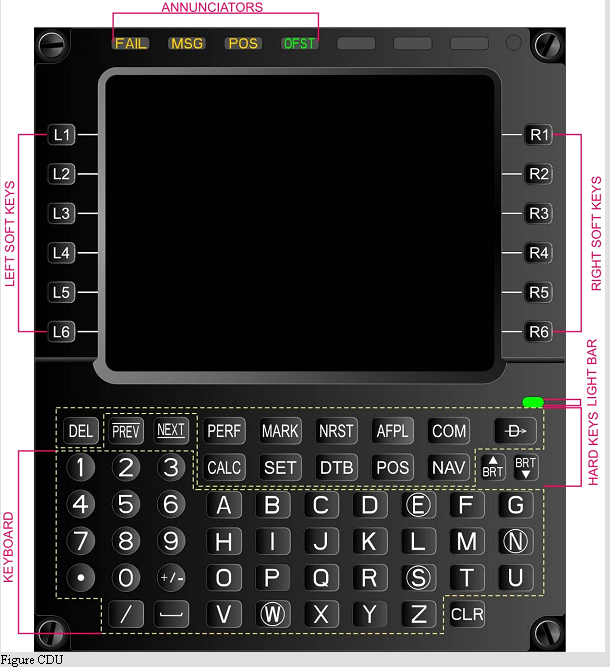 ANNUNCIATORS
FAIL MSG POS OFST
L1 R1
L2 R2
L3 R3
L4 R4
L5 R5
L6 R6
LEFT SOFT KEYS
RIGHT SOFT KEYS
LIGHT BAR
HARD KEYS
KEYBOARD
DEL PREV NEXT PERF MARK NRST AFPL COM D
1 2 3 CALC SET DTB POS NAV BRT BRT
4 5 6 A B C D E F G
7 8 9 H I J K L M N
• 0 +/- O P Q R S T U
/ V W X Y Z CLR
Figure CDU